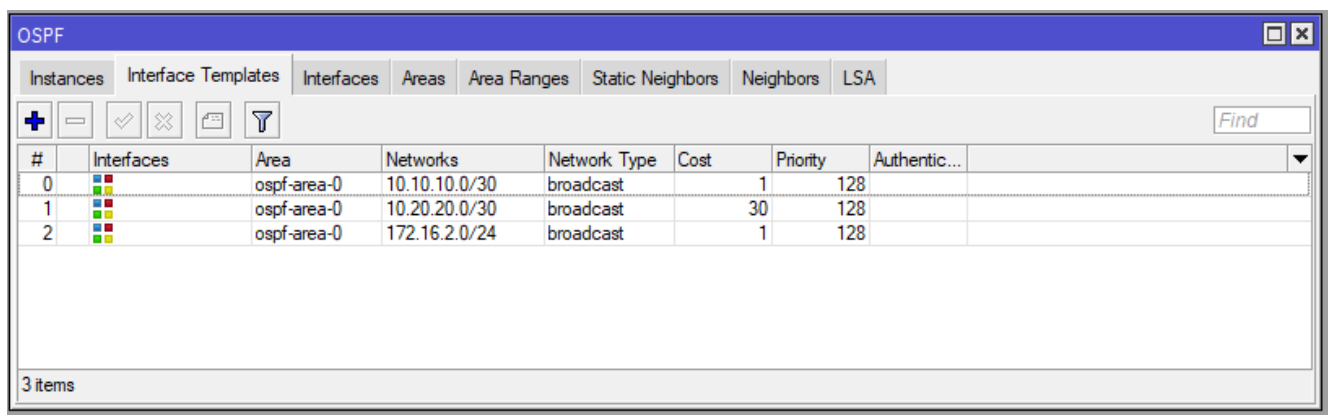 OSPF
Instances Interface Templates Interfaces Areas Area Ranges Static Neighbors Neighbors LSA
Find
# Interfaces Area Networks Network Type Cost Priority Authentic...
0 ospf-area-0 10.10.10.0/30 broadcast 1 128
1 ospf-area-0 10.20.20.0/30 broadcast 30 128
2 ospf-area-0 172.16.2.0/24 broadcast 1 128
3 items